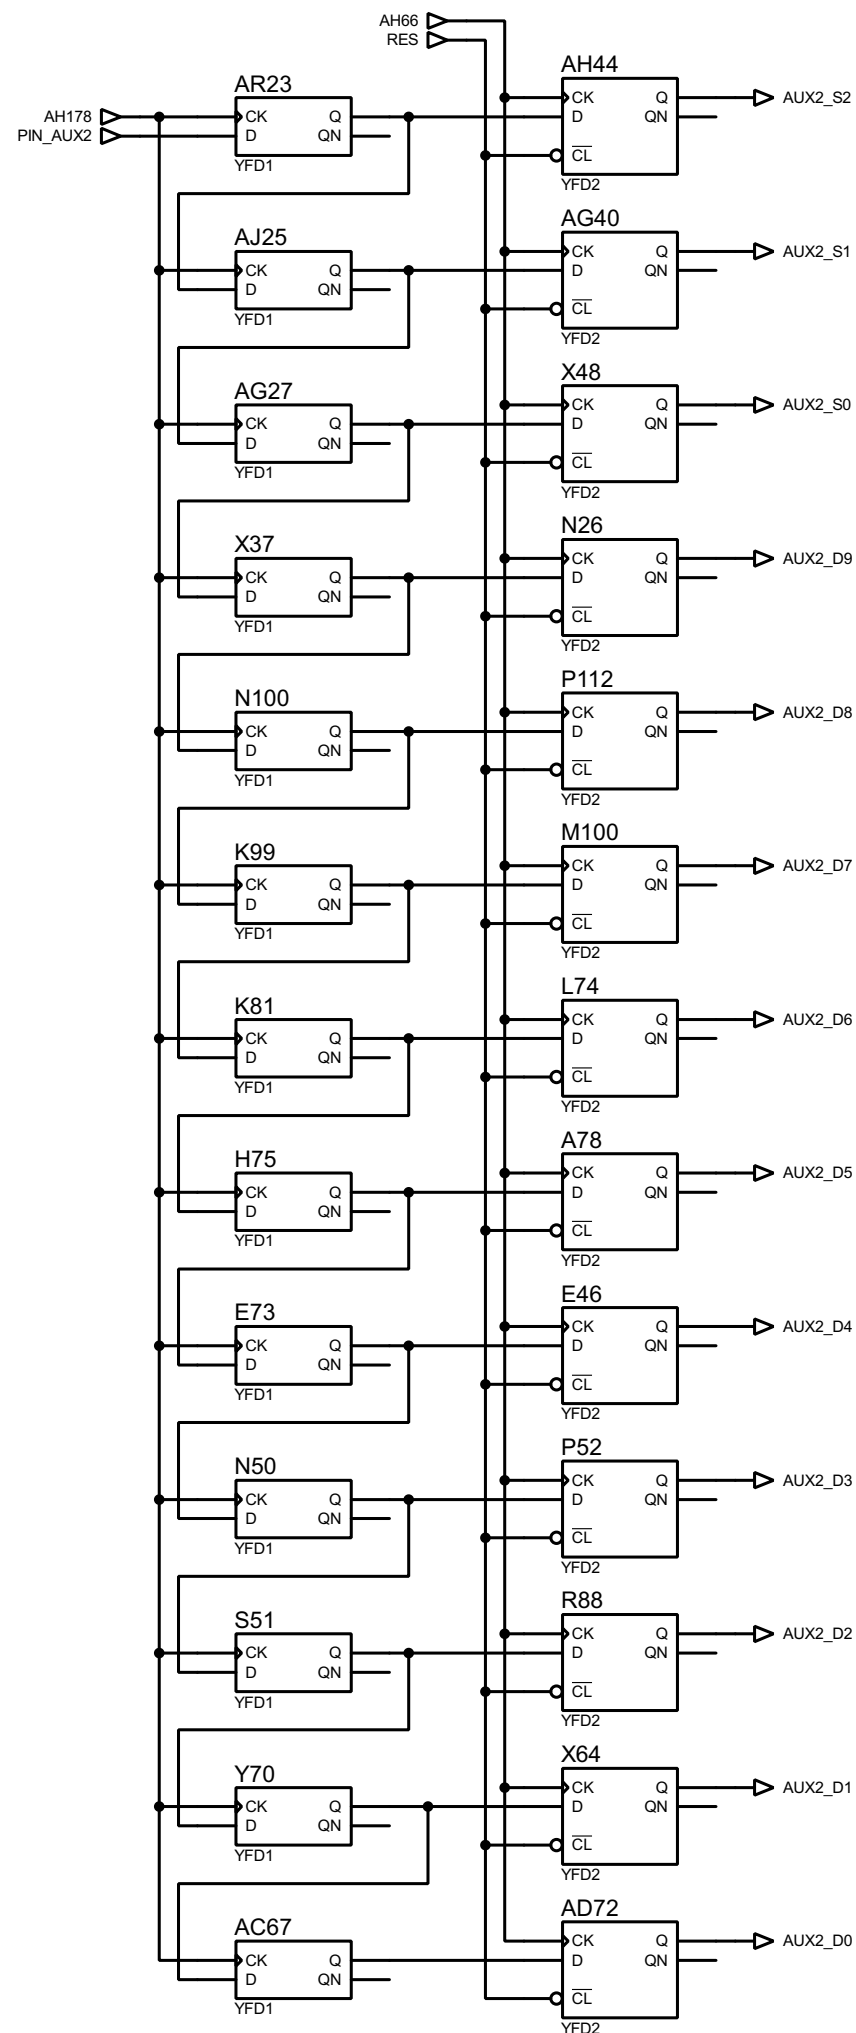 AH66
RES
AH178
PIN_AUX2
AR23
CK Q
D QN
YFD1
AH44
CK Q
D QN
CL
YFD2
AUX2_S2
AJ25
CK Q
D QN
YFD1
AG40
CK Q
D QN
CL
YFD2
AUX2_S1
AG27
CK Q
D QN
YFD1
X48
CK Q
D QN
CL
YFD2
AUX2_S0
X37
CK Q
D QN
YFD1
N26
CK Q
D QN
CL
YFD2
AUX2_D9
N100
CK Q
D QN
YFD1
P112
CK Q
D QN
CL
YFD2
AUX2_D8
K99
CK Q
D QN
YFD1
M100
CK Q
D QN
CL
YFD2
AUX2_D7
K81
CK Q
D QN
YFD1
L74
CK Q
D QN
CL
YFD2
AUX2_D6
H75
CK Q
D QN
YFD1
A78
CK Q
D QN
CL
YFD2
AUX2_D5
E73
CK Q
D QN
YFD1
E46
CK Q
D QN
CL
YFD2
AUX2_D4
N50
CK Q
D QN
YFD1
P52
CK Q
D QN
CL
YFD2
AUX2_D3
S51
CK Q
D QN
YFD1
R88
CK Q
D QN
CL
YFD2
AUX2_D2
Y70
CK Q
D QN
YFD1
X64
CK Q
D QN
CL
YFD2
AUX2_D1
AC67
CK Q
D QN
YFD1
AD72
CK Q
D QN
CL
YFD2
AUX2_D0